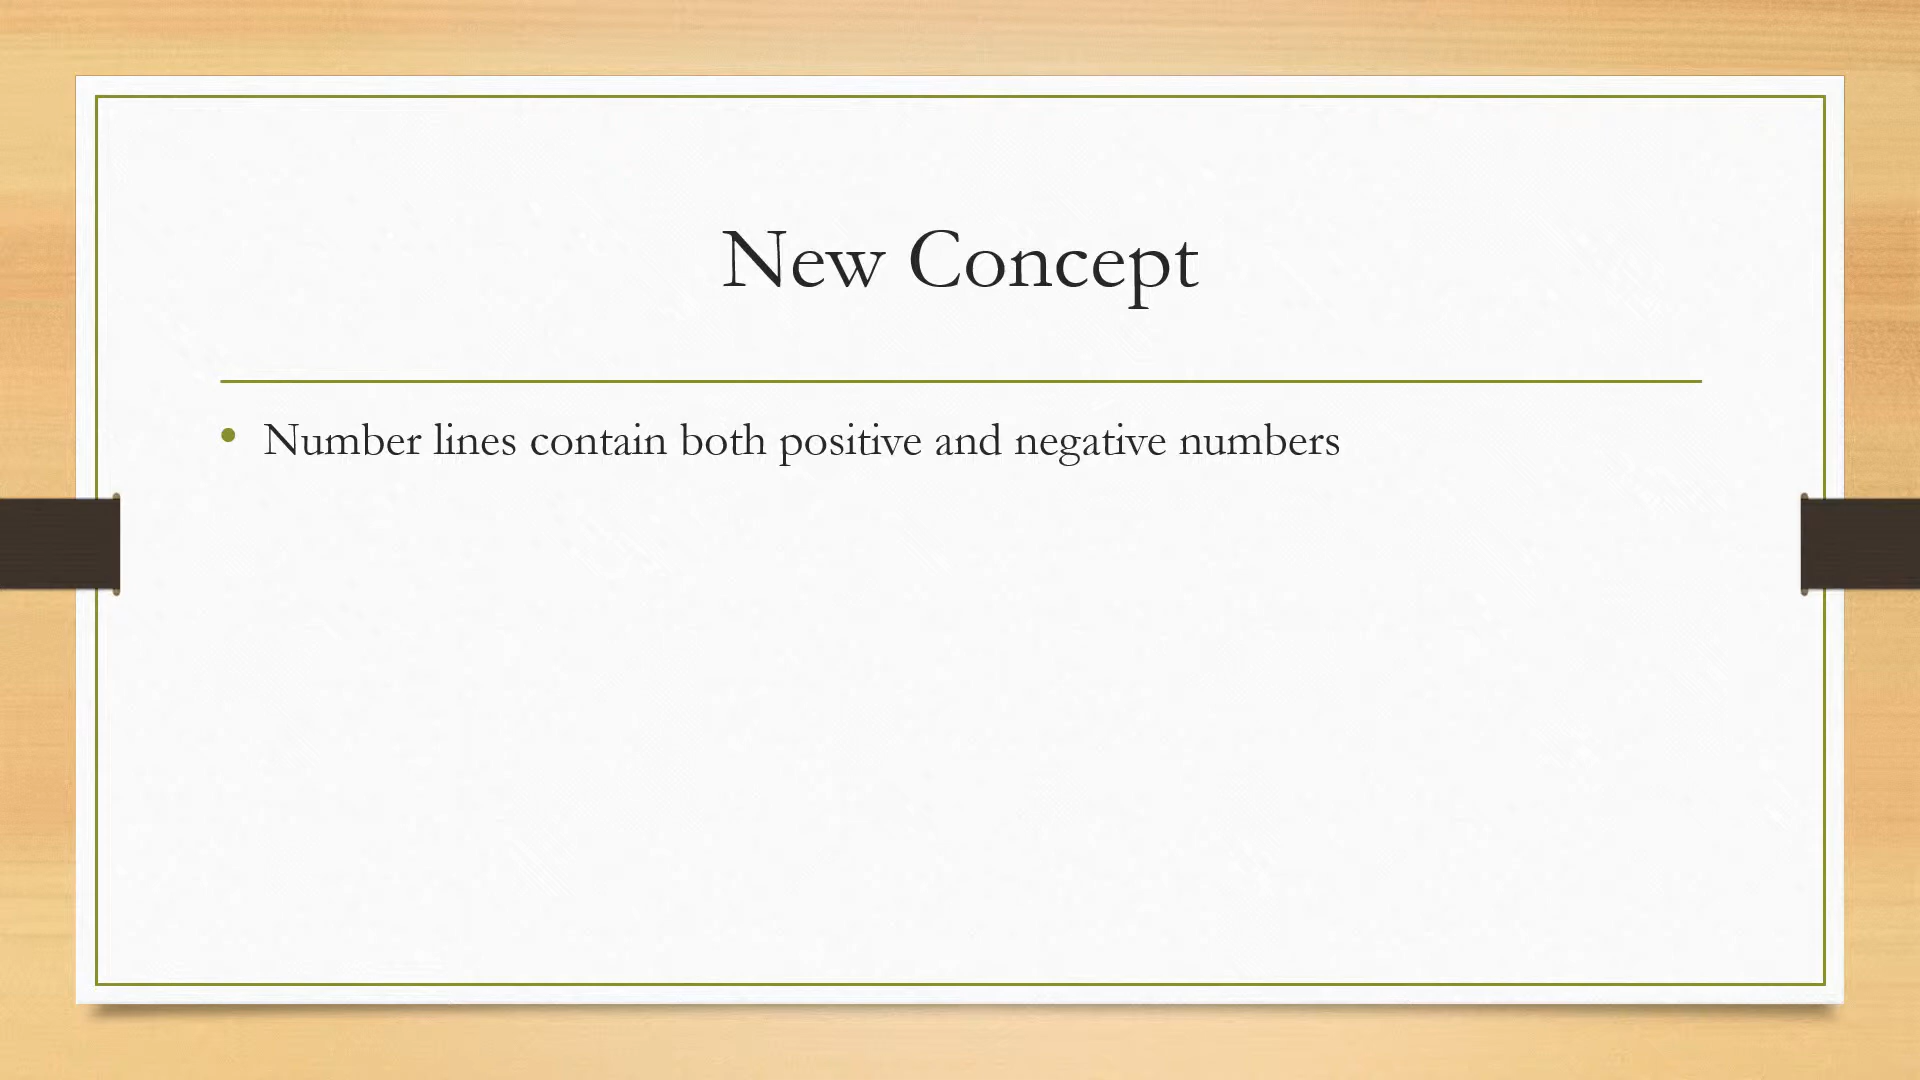 New Concept
• Number lines contain both positive and negative numbers